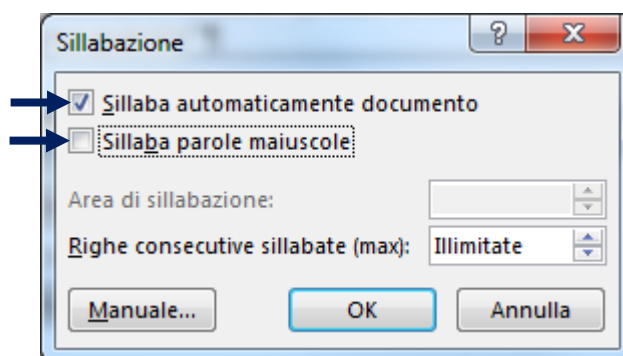 Sillabazione
Sillaba automaticamente documento
Sillaba parole maiuscole
Area di sillabazione:
Righe consecutive sillabate (max): Illimitate
Manuale... OK Annulla